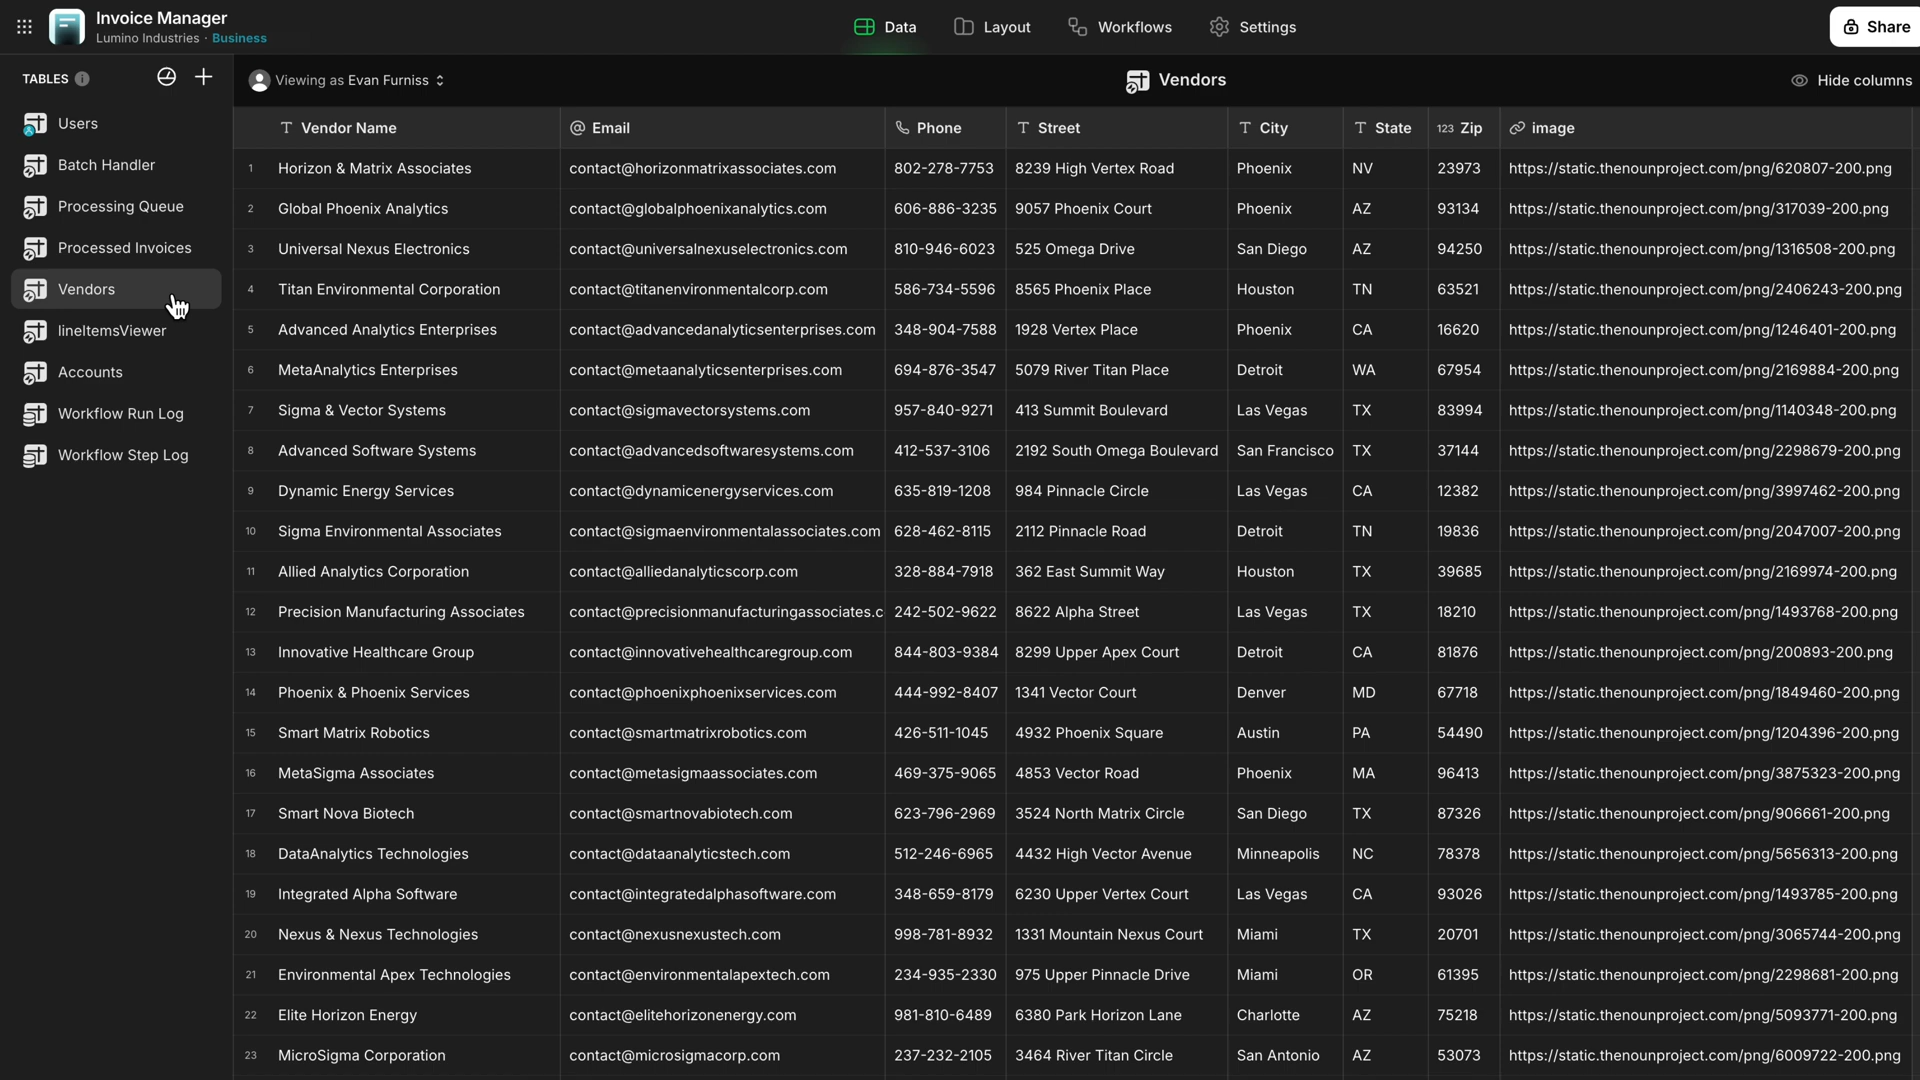 Invoice Manager
Lumino Industries · Business
Data
Layout
Workflows
Settings
Share
TABLES
Users
Batch Handler
Processing Queue
Processed Invoices
Vendors
lineItemsViewer
Accounts
Workflow Run Log
Workflow Step Log
Viewing as Evan Furniss
Vendors
Hide columns
Vendor Name Email Phone Street City State 123 Zip image
1 Horizon & Matrix Associates contact@horizonmatrixassociates.com 802-278-7753 8239 High Vertex Road Phoenix NV 23973 https://static.thenounproject.com/png/620807-200.png
2 Global Phoenix Analytics contact@globalphoenixanalytics.com 606-886-3235 9057 Phoenix Court Phoenix AZ 93134 https://static.thenounproject.com/png/317039-200.png
3 Universal Nexus Electronics contact@universalnexuselectronics.com 810-946-6023 525 Omega Drive San Diego AZ 94250 https://static.thenounproject.com/png/1316508-200.png
4 Titan Environmental Corporation contact@titanenvironmentalcorp.com 586-734-5596 8565 Phoenix Place Houston TN 63521 https://static.thenounproject.com/png/2406243-200.png
5 Advanced Analytics Enterprises contact@advancedanalyticsenterprises.com 348-904-7588 1928 Vertex Place Phoenix CA 16620 https://static.thenounproject.com/png/1246401-200.png
6 MetaAnalytics Enterprises contact@metaanalyticsenterprises.com 694-876-3547 5079 River Titan Place Detroit WA 67954 https://static.thenounproject.com/png/2169884-200.png
7 Sigma & Vector Systems contact@sigmavectorsystems.com 957-840-9271 413 Summit Boulevard Las Vegas TX 83994 https://static.thenounproject.com/png/1140348-200.png
8 Advanced Software Systems contact@advancedsoftwaresystems.com 412-537-3106 2192 South Omega Boulevard San Francisco TX 37144 https://static.thenounproject.com/png/2298679-200.png
9 Dynamic Energy Services contact@dynamicenergyservices.com 635-819-1208 984 Pinnacle Circle Las Vegas CA 12382 https://static.thenounproject.com/png/3997462-200.png
10 Sigma Environmental Associates contact@sigmaenvironmentalassociates.com 628-462-8115 2112 Pinnacle Road Detroit TN 19836 https://static.thenounproject.com/png/2047007-200.png
11 Allied Analytics Corporation contact@alliedanalyticscorp.com 328-884-7918 362 East Summit Way Houston TX 39685 https://static.thenounproject.com/png/2169974-200.png
12 Precision Manufacturing Associates contact@precisionmanufacturingassociates.c 242-502-9622 8622 Alpha Street Las Vegas TX 18210 https://static.thenounproject.com/png/1493768-200.png
13 Innovative Healthcare Group contact@innovativehealthcaregroup.com 844-803-9384 8299 Upper Apex Court Detroit CA 81876 https://static.thenounproject.com/png/200893-200.png
14 Phoenix & Phoenix Services contact@phoenixphoenixservices.com 444-992-8407 1341 Vector Court Denver MD 67718 https://static.thenounproject.com/png/1849460-200.png
15 Smart Matrix Robotics contact@smartmatrixrobotics.com 426-511-1045 4932 Phoenix Square Austin PA 54490 https://static.thenounproject.com/png/1204396-200.png
16 MetaSigma Associates contact@metasigmaassociates.com 469-375-9065 4853 Vector Road Phoenix MA 96413 https://static.thenounproject.com/png/3875323-200.png
17 Smart Nova Biotech contact@smartnovabiotech.com 623-796-2969 3524 North Matrix Circle San Diego TX 87326 https://static.thenounproject.com/png/906661-200.png
18 DataAnalytics Technologies contact@dataanalyticstech.com 512-246-6965 4432 High Vector Avenue Minneapolis NC 78378 https://static.thenounproject.com/png/5656313-200.png
19 Integrated Alpha Software contact@integratedalphasoftware.com 348-659-8179 6230 Upper Vertex Court Las Vegas CA 93026 https://static.thenounproject.com/png/1493785-200.png
20 Nexus & Nexus Technologies contact@nexusnexustech.com 998-781-8932 1331 Mountain Nexus Court Miami TX 20701 https://static.thenounproject.com/png/3065744-200.png
21 Environmental Apex Technologies contact@environmentalapextech.com 234-935-2330 975 Upper Pinnacle Drive Miami OR 61395 https://static.thenounproject.com/png/2298681-200.png
22 Elite Horizon Energy contact@elitehorizonenergy.com 981-810-6489 6380 Park Horizon Lane Charlotte AZ 75218 https://static.thenounproject.com/png/5093771-200.png
23 MicroSigma Corporation contact@microsigmacorp.com 237-232-2105 3464 River Titan Circle San Antonio AZ 53073 https://static.thenounproject.com/png/6009722-200.png